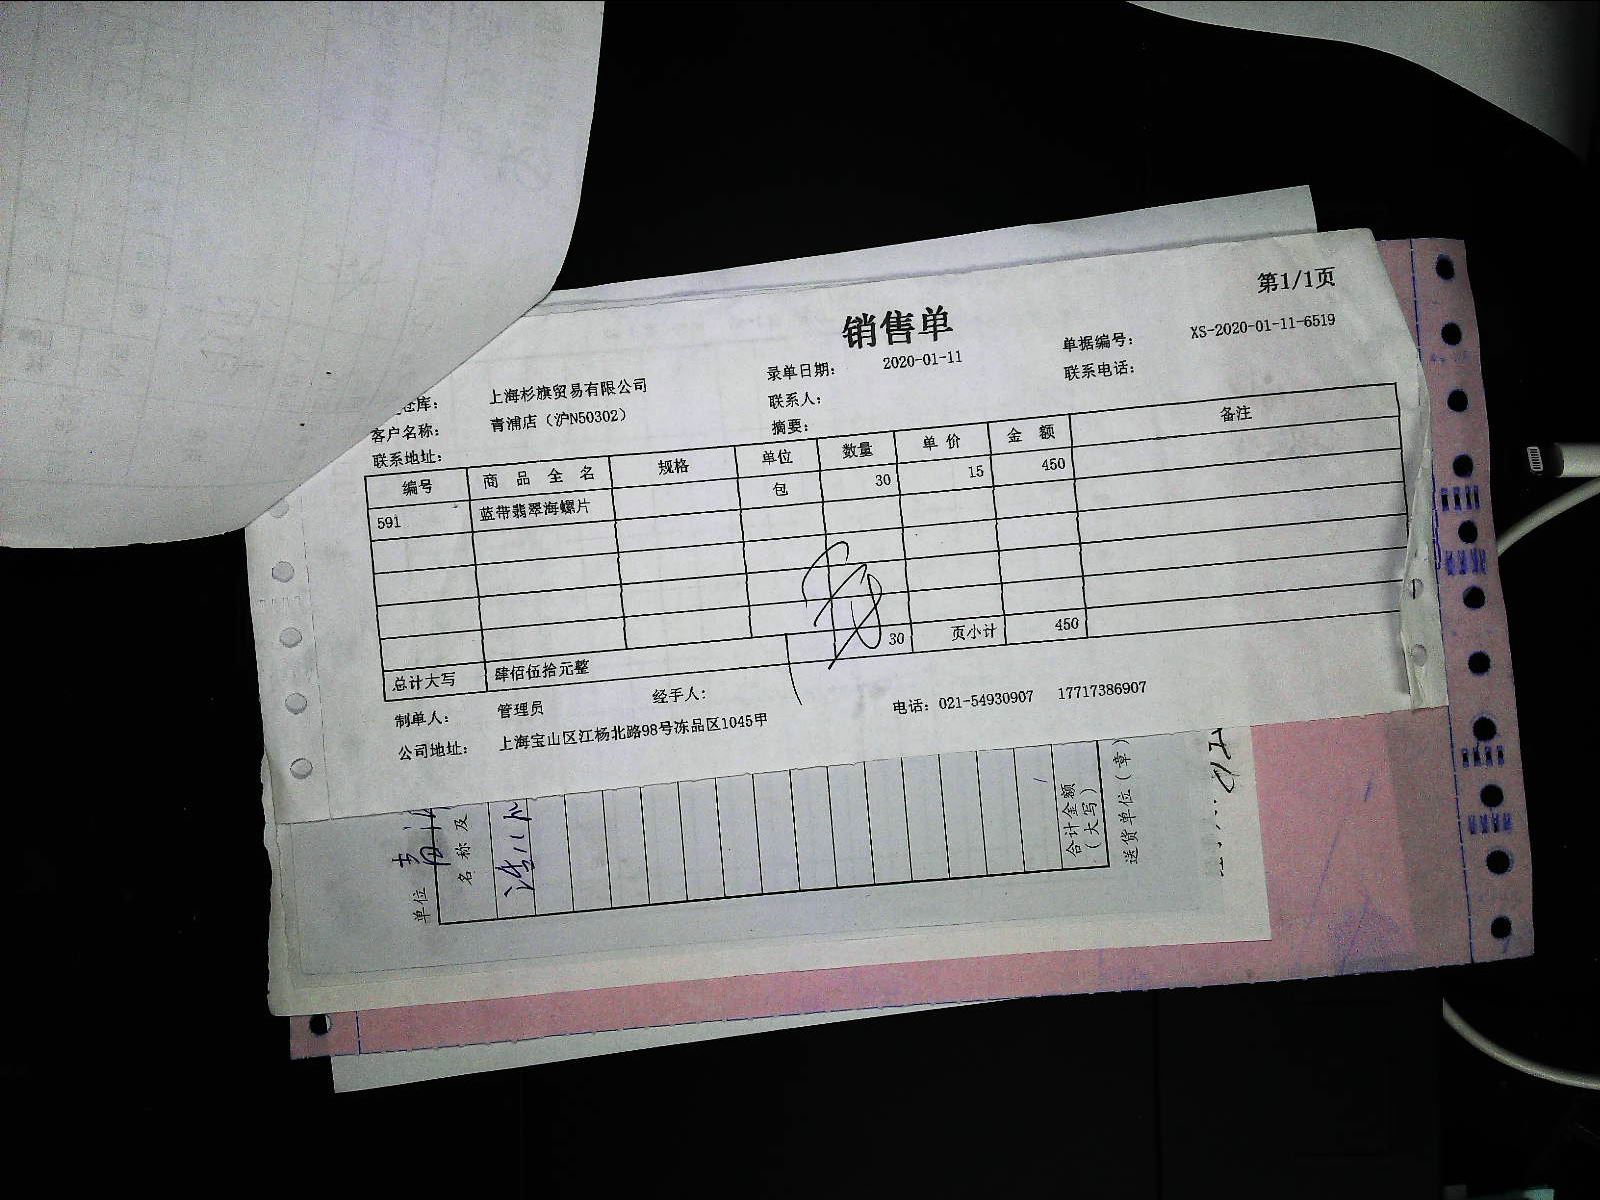 第1/1页
销售单
仓库： 上海杉旗贸易有限公司 录单日期： 2020-01-11 单据编号： XS-2020-01-11-6519
客户名称： 青浦店（沪N50302） 联系人： 联系电话：
联系地址： 摘要：
编号 商品全名 规格 单位 数量 单价 金额 备注
591 蓝带翡翠海螺片 包 30 15 450
30 页小计 450
总计大写 肆佰伍拾元整
制单人： 管理员 经手人： 电话：021-54930907 17717386907
公司地址： 上海宝山区江杨北路98号冻品区1045甲
单位
名称及
合计金额
（大写）
送货单位（章）